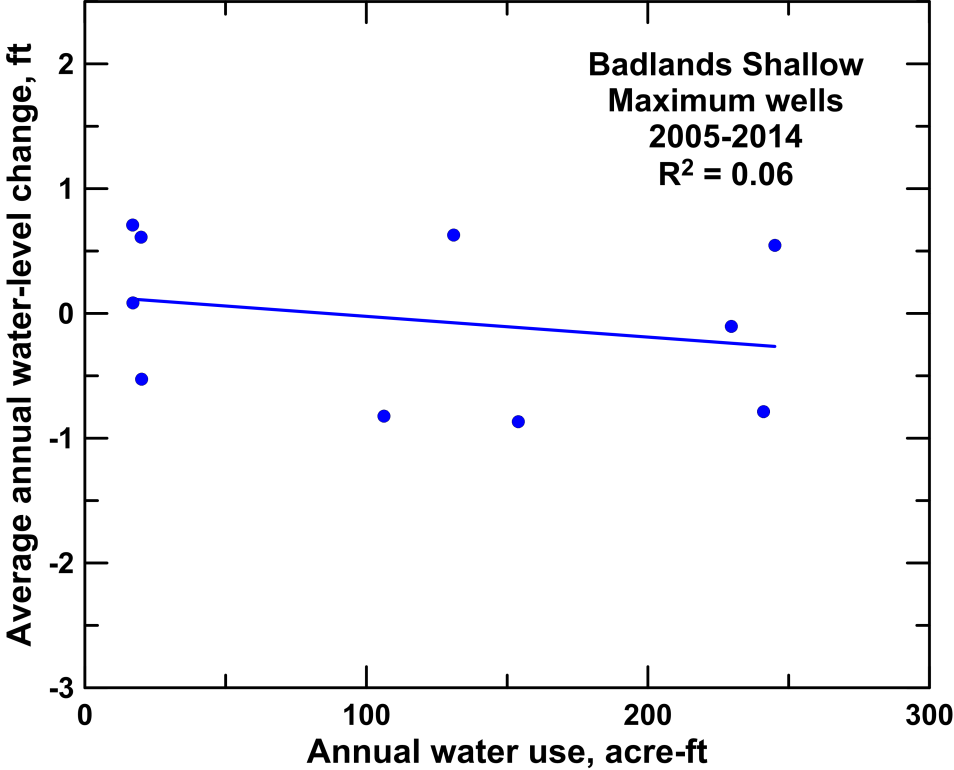 Badlands Shallow
Maximum wells
2005-2014
R² = 0.06
Average annual water-level change, ft
2
1
0
-1
-2
-3
0
100
200
300
Annual water use, acre-ft